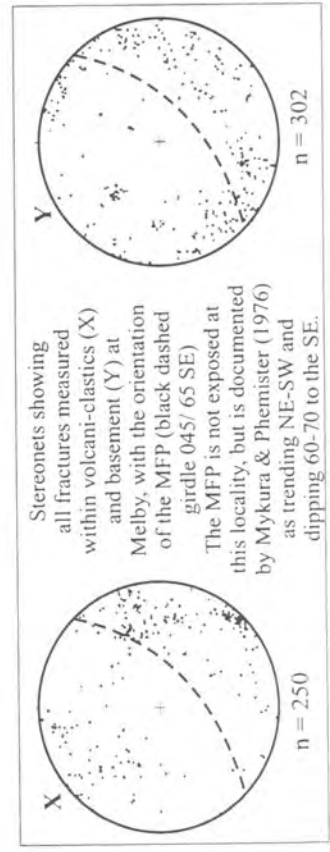 X
n = 250
Stereonets showing
all fractures measured
within volcani-clastics (X)
and basement (Y) at
Melby, with the orientation
of the MFP (black dashed
girdle 045/ 65 SE)
The MFP is not exposed at
this locality, but is documented
by Mykura & Phemister (1976)
as trending NE-SW and
dipping 60-70 to the SE.
Y
n = 302